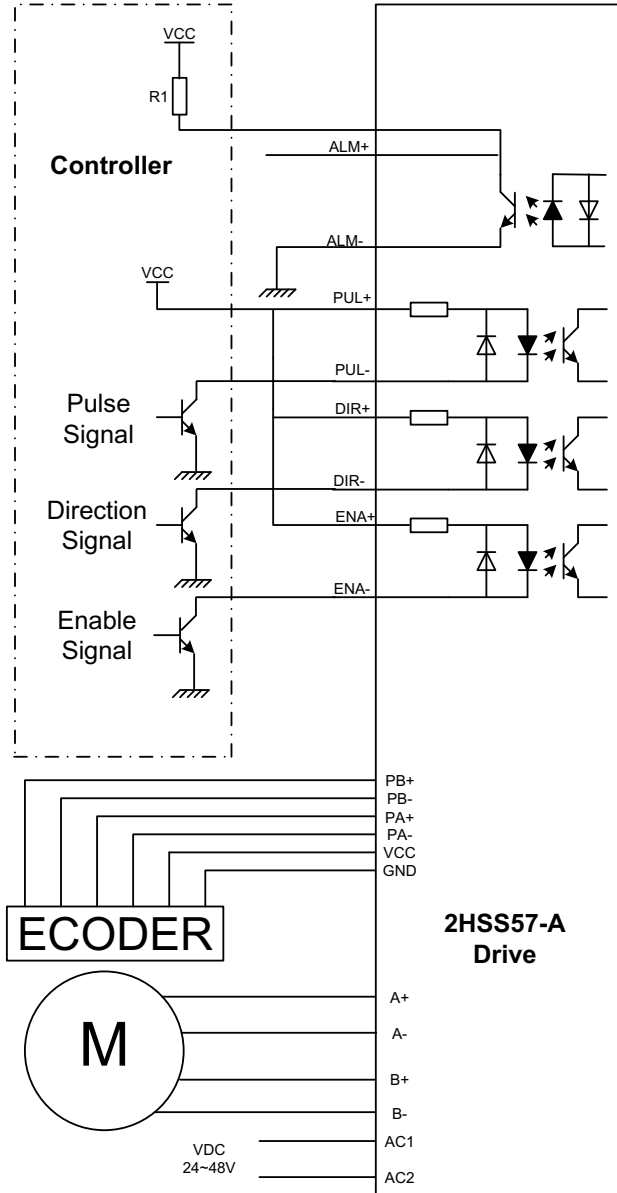 VCC
R1
ALM+
Controller
ALM-
VCC
PUL+
PUL-
Pulse
Signal
DIR+
DIR-
Direction
Signal
ENA+
ENA-
Enable
Signal
PB+
PB-
PA+
PA-
VCC
GND
ECODER
2HSS57-A
Drive
M
A+
A-
B+
B-
VDC
24~48V
AC1
AC2